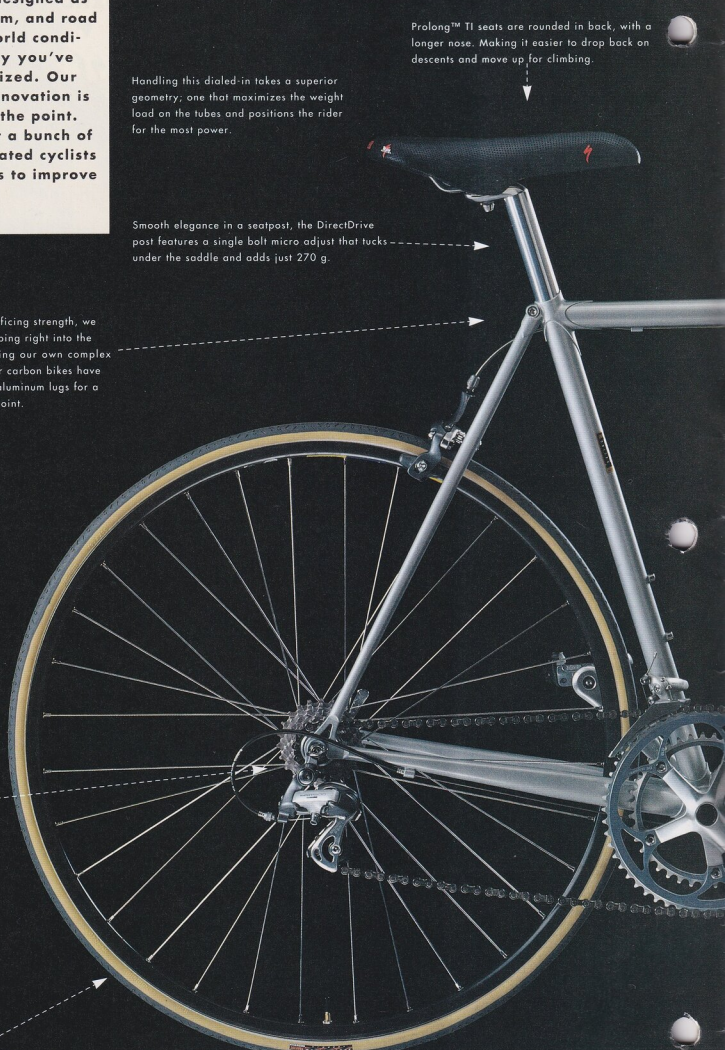 designed as
m, and road
orld condi-
y you've
ized. Our
novation is
the point.
a bunch of
ated cyclists
s to improve
Prolong™ TI seats are rounded in back, with a
longer nose. Making it easier to drop back on
descents and move up for climbing.
Handling this dialed-in takes a superior
geometry; one that maximizes the weight
load on the tubes and positions the rider
for the most power.
Smooth elegance in a seatpost, the DirectDrive
post features a single bolt micro adjust that tucks
under the saddle and adds just 270 g.
ficing strength, we
ping right into the
ing our own complex
r carbon bikes have
aluminum lugs for a
oint.